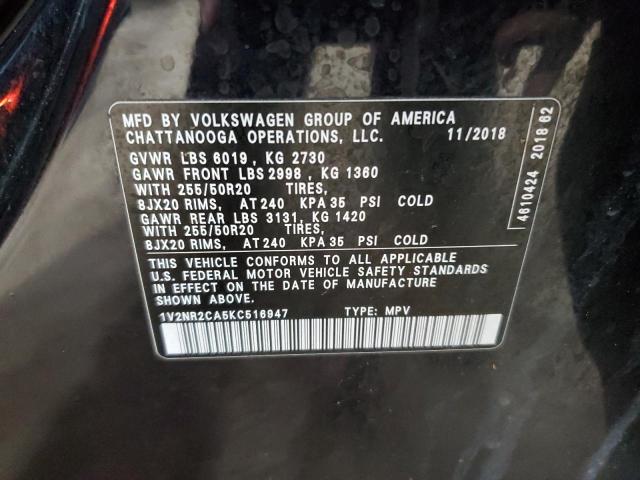 MFD BY VOLKSWAGEN GROUP OF AMERICA
CHATTANOOGA OPERATIONS, LLC. 11/2018
GVWR LBS 6019, KG 2730
GAWR FRONT LBS 2998, KG 1360
WITH 255/50R20 TIRES,
8JX20 RIMS, AT 240 KPA 35 PSI COLD
GAWR REAR LBS 3131, KG 1420
WITH 255/50R20 TIRES,
8JX20 RIMS, AT 240 KPA 35 PSI COLD
THIS VEHICLE CONFORMS TO ALL APPLICABLE
U.S. FEDERAL MOTOR VEHICLE SAFETY STANDARDS
IN EFFECT ON THE DATE OF MANUFACTURE
SHOWN ABOVE.
1V2NR2CA5KC516947 TYPE: MPV
4610424 2018 62